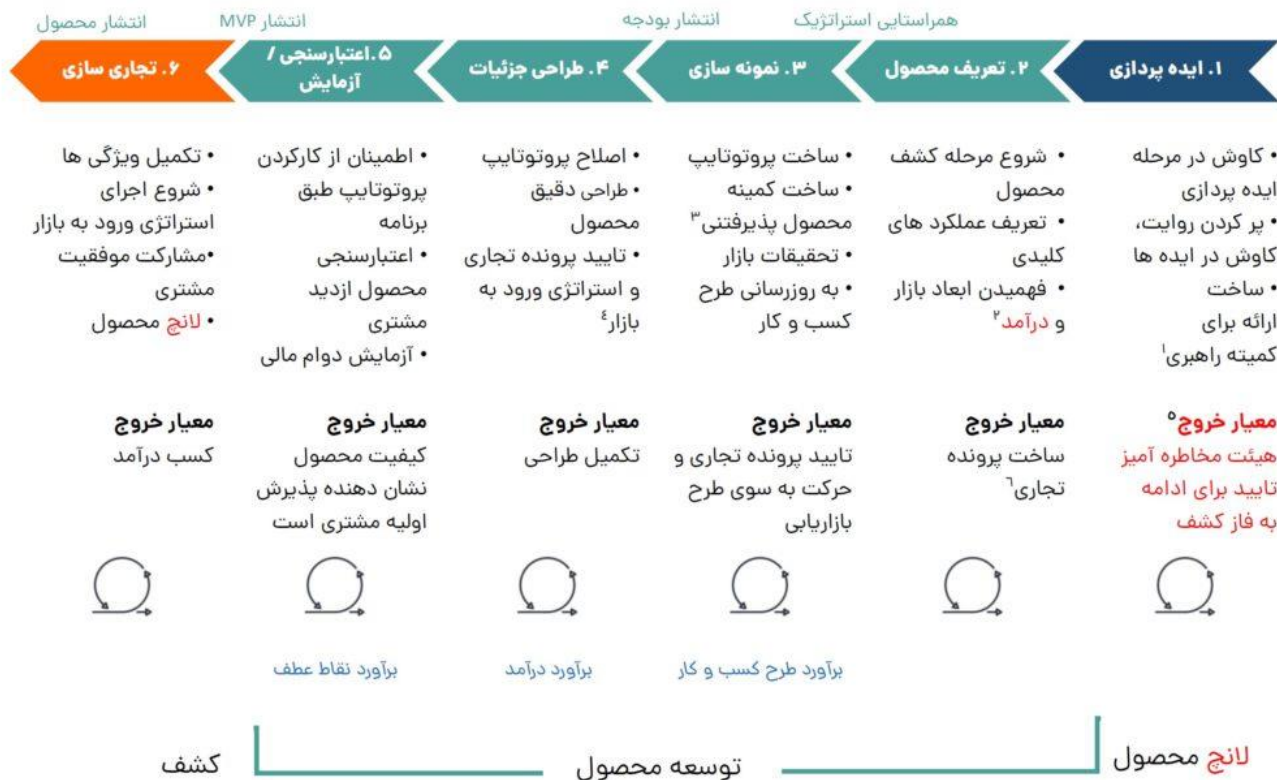 همراستایی استراتژیک
انتشار بودجه
انتشار MVP
انتشار محصول
۱. ایده پردازی
۲. تعریف محصول
۳. نمونه سازی
۴. طراحی جزئیات
۵.اعتبارسنجی /
آزمایش
۶. تجاری سازی
• کاوش در مرحله
ایده پردازی
• پر کردن روایت،
کاوش در ایده ها
• ساخت
ارائه برای
کمیته راهبری۱
• شروع مرحله کشف
محصول
• تعریف عملکرد های
کلیدی
• فهمیدن ابعاد بازار
و درآمد۲
• ساخت پروتوتایپ
• ساخت کمینه
محصول پذیرفتنی۳
• تحقیقات بازار
• به روزرسانی طرح
کسب و کار
• اصلاح پروتوتایپ
• طراحی دقیق
محصول
• تایید پرونده تجاری
و استراتژی ورود به
بازار٤
• اطمینان از کارکردن
پروتوتایپ طبق
برنامه
• اعتبارسنجی
محصول ازدید
مشتری
• آزمایش دوام مالی
• تکمیل ویژگی ها
• شروع اجرای
استراتژی ورود به بازار
•مشارکت موفقیت
مشتری
• لانچ محصول
معیار خروج۵
هیئت مخاطره آمیز
تایید برای ادامه
به فاز کشف
معیار خروج
ساخت پرونده
تجاری٦
معیار خروج
تایید پرونده تجاری و
حرکت به سوی طرح
بازاریابی
معیار خروج
تکمیل طراحی
معیار خروج
کیفیت محصول
نشان دهنده پذیرش
اولیه مشتری است
معیار خروج
کسب درآمد
برآورد طرح کسب و کار
برآورد درآمد
برآورد نقاط عطف
لانچ محصول
توسعه محصول
کشف